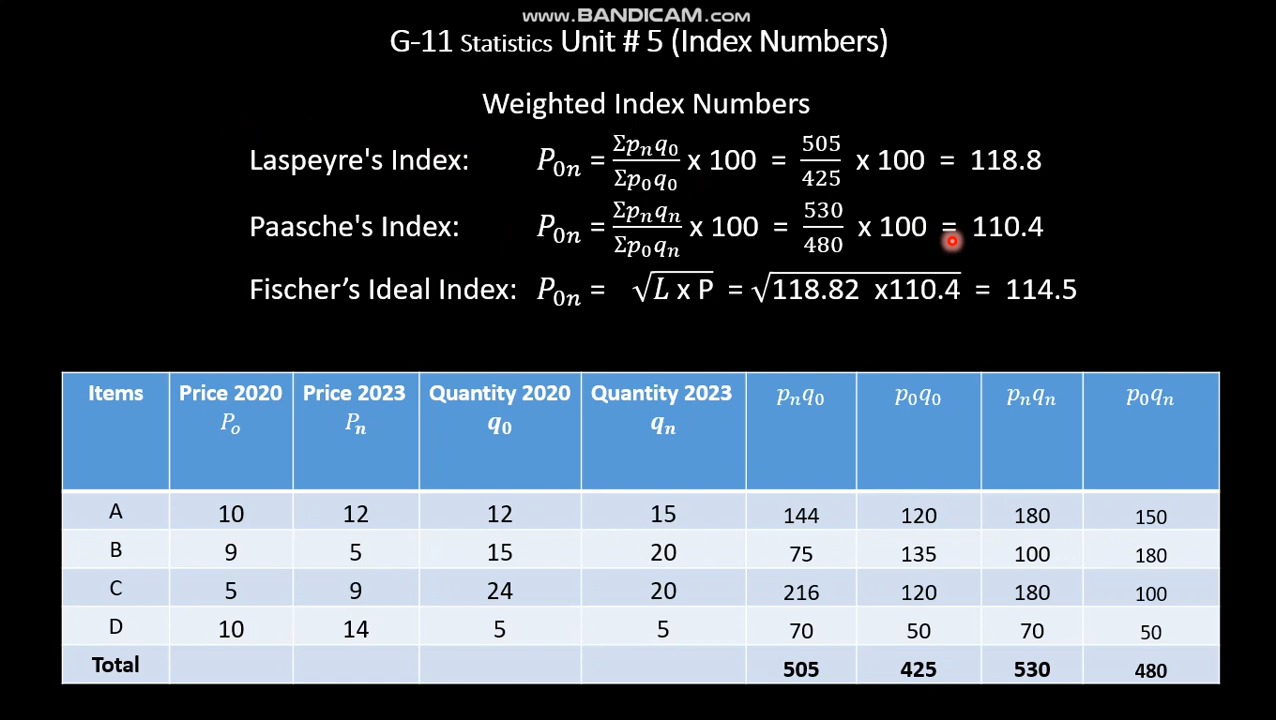 www.BANDICAM.com
G-11 Statistics Unit # 5 (Index Numbers)
Weighted Index Numbers
Laspeyre's Index: P₀ₙ = Σpₙq₀/Σp₀q₀ x 100 = 505/425 x 100 = 118.8
Paasche's Index: P₀ₙ = Σpₙqₙ/Σp₀qₙ x 100 = 530/480 x 100 = 110.4
Fischer’s Ideal Index: P₀ₙ = √(L x P) = √(118.82 x110.4) = 114.5
Items Price 2020 Price 2023 Quantity 2020 Quantity 2023 pₙq₀ p₀q₀ pₙqₙ p₀qₙ
Pₒ Pₙ q₀ qₙ
A 10 12 12 15 144 120 180 150
B 9 5 15 20 75 135 100 180
C 5 9 24 20 216 120 180 100
D 10 14 5 5 70 50 70 50
Total 505 425 530 480